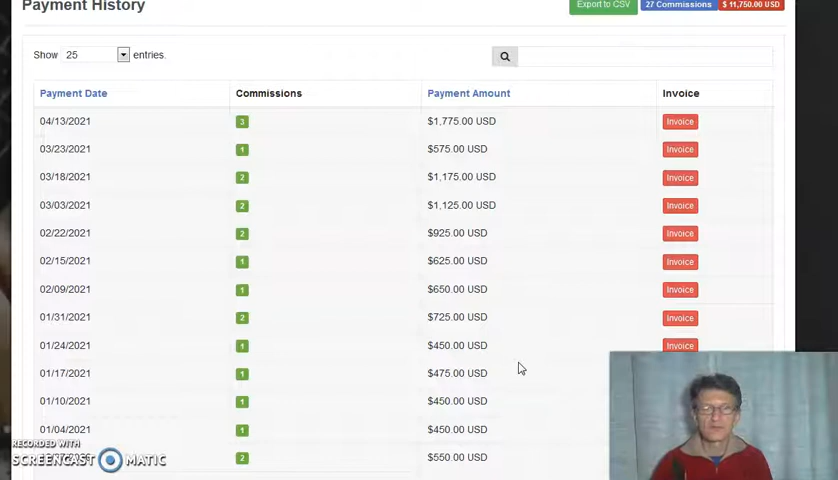 Payment History
Export to CSV 27 Commissions $ 11,750.00 USD
Show 25 entries.
Payment Date Commissions Payment Amount Invoice
04/13/2021 3 $1,775.00 USD Invoice
03/23/2021 1 $575.00 USD Invoice
03/18/2021 2 $1,175.00 USD Invoice
03/03/2021 2 $1,125.00 USD Invoice
02/22/2021 2 $925.00 USD Invoice
02/15/2021 1 $625.00 USD Invoice
02/09/2021 1 $650.00 USD Invoice
01/31/2021 2 $725.00 USD Invoice
01/24/2021 1 $450.00 USD Invoice
01/17/2021 1 $475.00 USD
01/10/2021 1 $450.00 USD
01/04/2021 1 $450.00 USD
RECORDED WITH
SCREENCAST MATIC
2 $550.00 USD